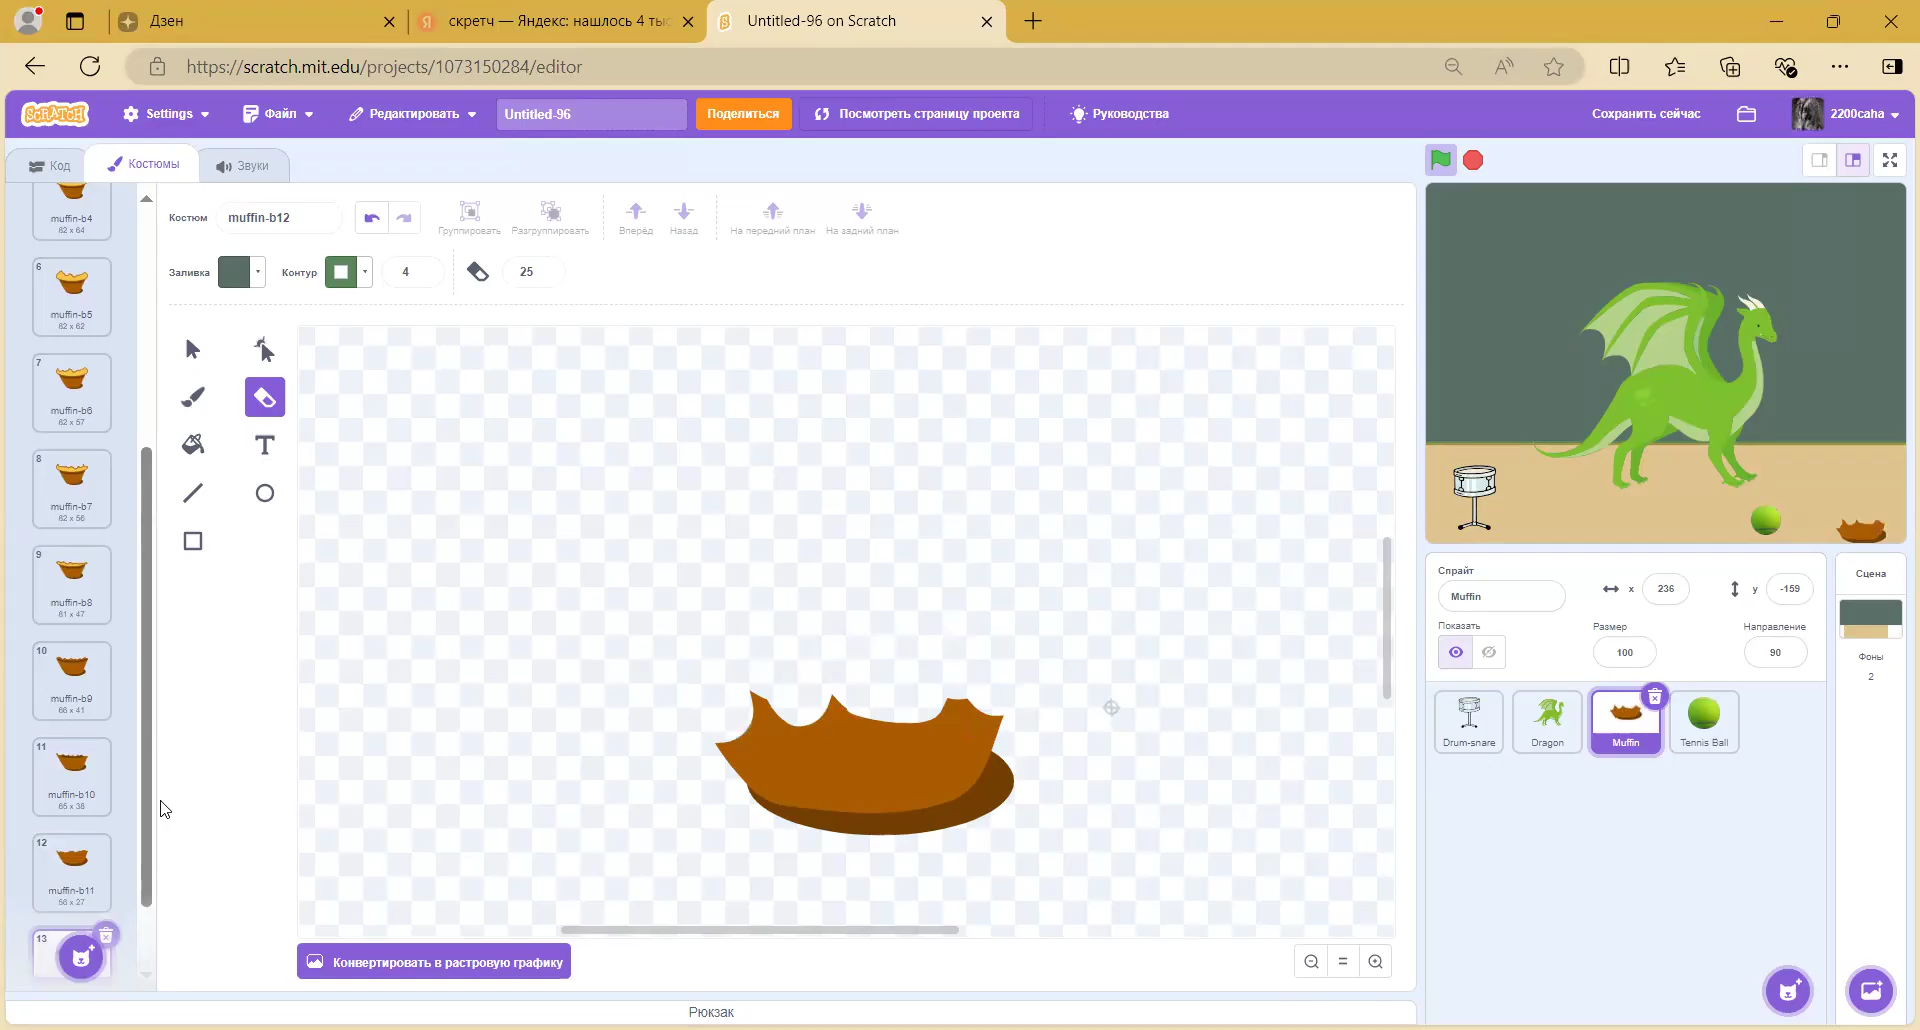 Дзен
скретч — Яндекс: нашлось 4 тыс
Untitled-96 on Scratch
https://scratch.mit.edu/projects/1073150284/editor
SCRATCH
Settings
Файл
Редактировать
Untitled-96
Поделиться
Посмотреть страницу проекта
Руководства
Сохранить сейчас
2200caha
Код
Костюмы
Звуки
muffin-b4
62 x 64
6
muffin-b5
62 x 62
7
muffin-b6
62 x 57
8
muffin-b7
62 x 56
9
muffin-b8
61 x 47
10
muffin-b9
66 x 41
11
muffin-b10
65 x 38
12
muffin-b11
56 x 27
13
Костюм
muffin-b12
Группировать
Разгруппировать
Вперёд
Назад
На передний план
На задний план
Заливка
Контур
4
25
Конвертировать в растровую графику
Рюкзак
Спрайт
Muffin
x
236
y
-159
Показать
Размер
100
Направление
90
Drum-snare
Dragon
Muffin
Tennis Ball
Сцена
Фоны
2